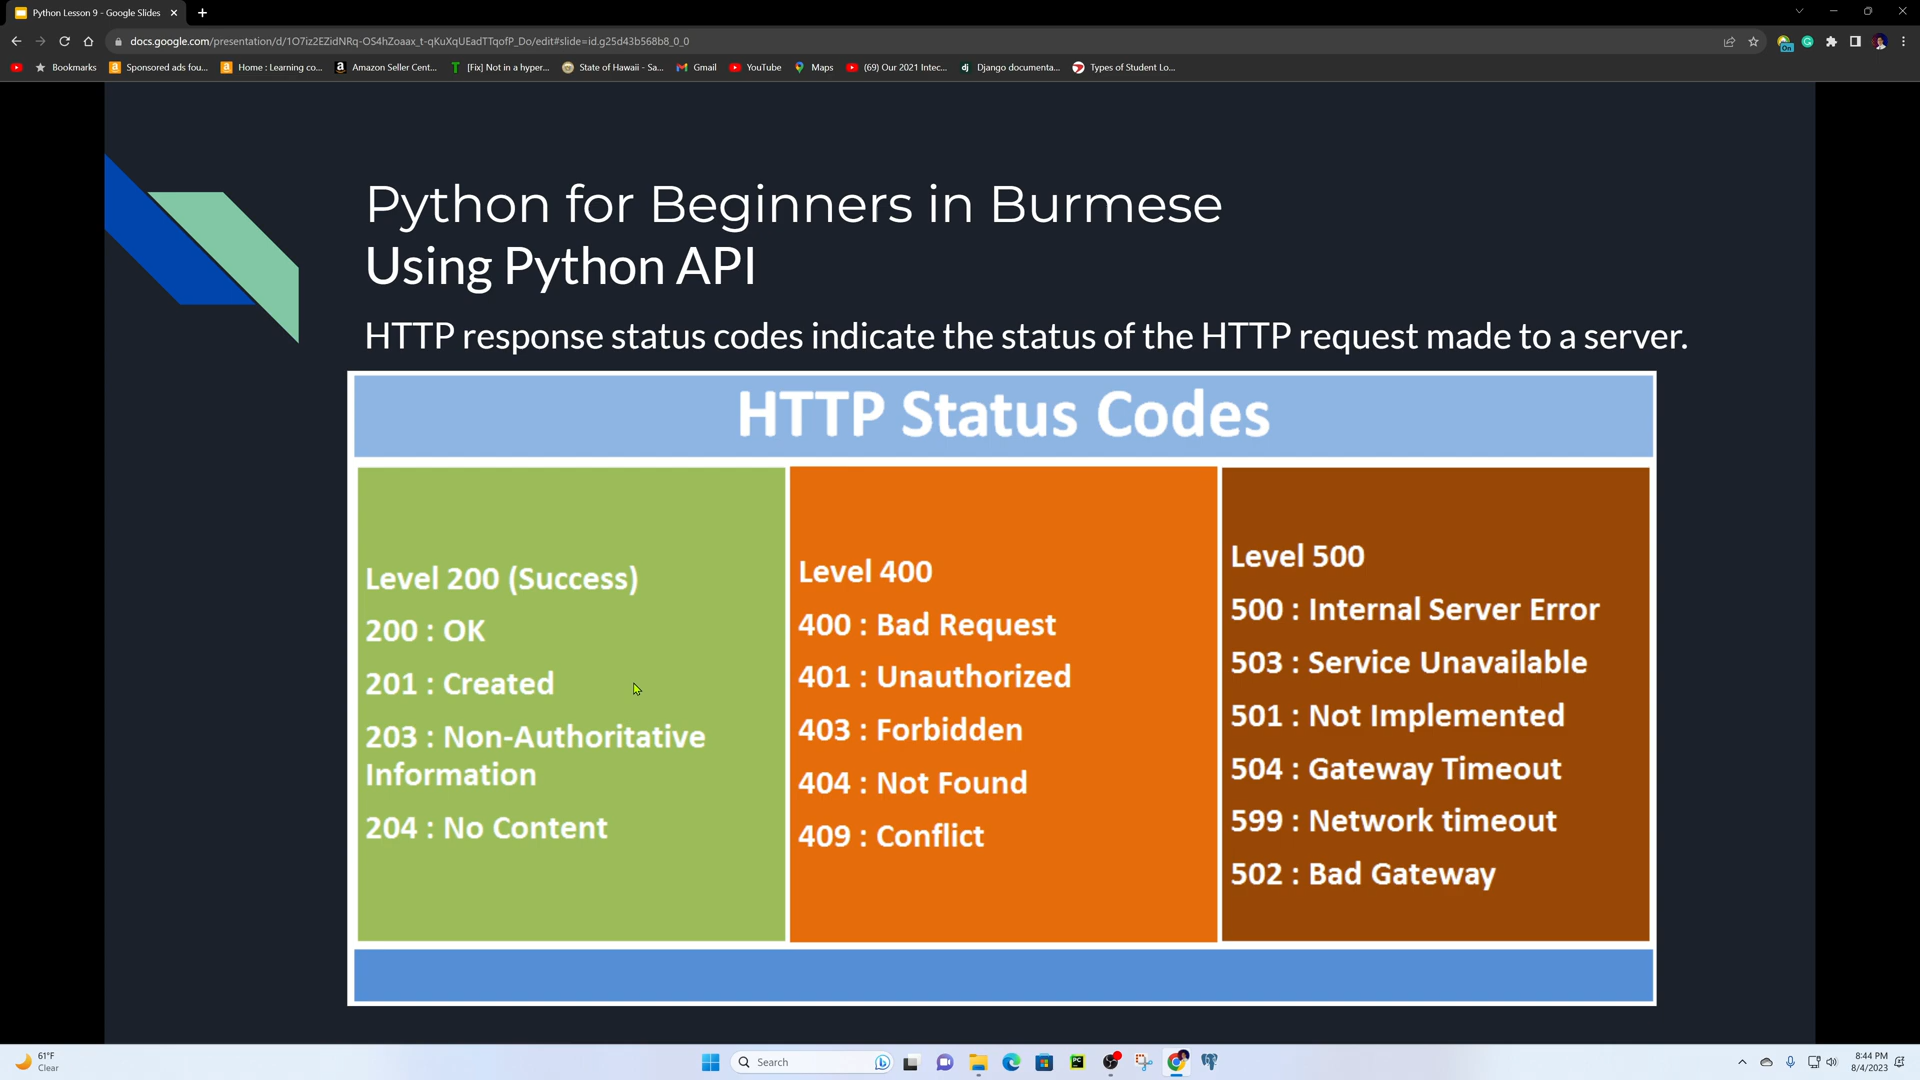 Python Lesson 9 - Google Slides
docs.google.com/presentation/d/1O7iz2EZidNRq-OS4hZoaax_t-qKuXqUEadTTqofP_Do/edit#slide=id.g25d43b568b8_0_0
Bookmarks
Sponsored ads fou...
Home : Learning co...
Amazon Seller Cent...
[Fix] Not in a hyper...
State of Hawaii - Sa...
Gmail
YouTube
Maps
(69) Our 2021 Intec...
dj
Django documenta...
Types of Student Lo...
On
Python for Beginners in Burmese
Using Python API
HTTP response status codes indicate the status of the HTTP request made to a server.
HTTP Status Codes
Level 200 (Success)
200 : OK
201 : Created
203 : Non-Authoritative
Information
204 : No Content
Level 400
400 : Bad Request
401 : Unauthorized
403 : Forbidden
404 : Not Found
409 : Conflict
Level 500
500 : Internal Server Error
503 : Service Unavailable
501 : Not Implemented
504 : Gateway Timeout
599 : Network timeout
502 : Bad Gateway
61°F
Clear
Search
PC
8:44 PM
8/4/2023